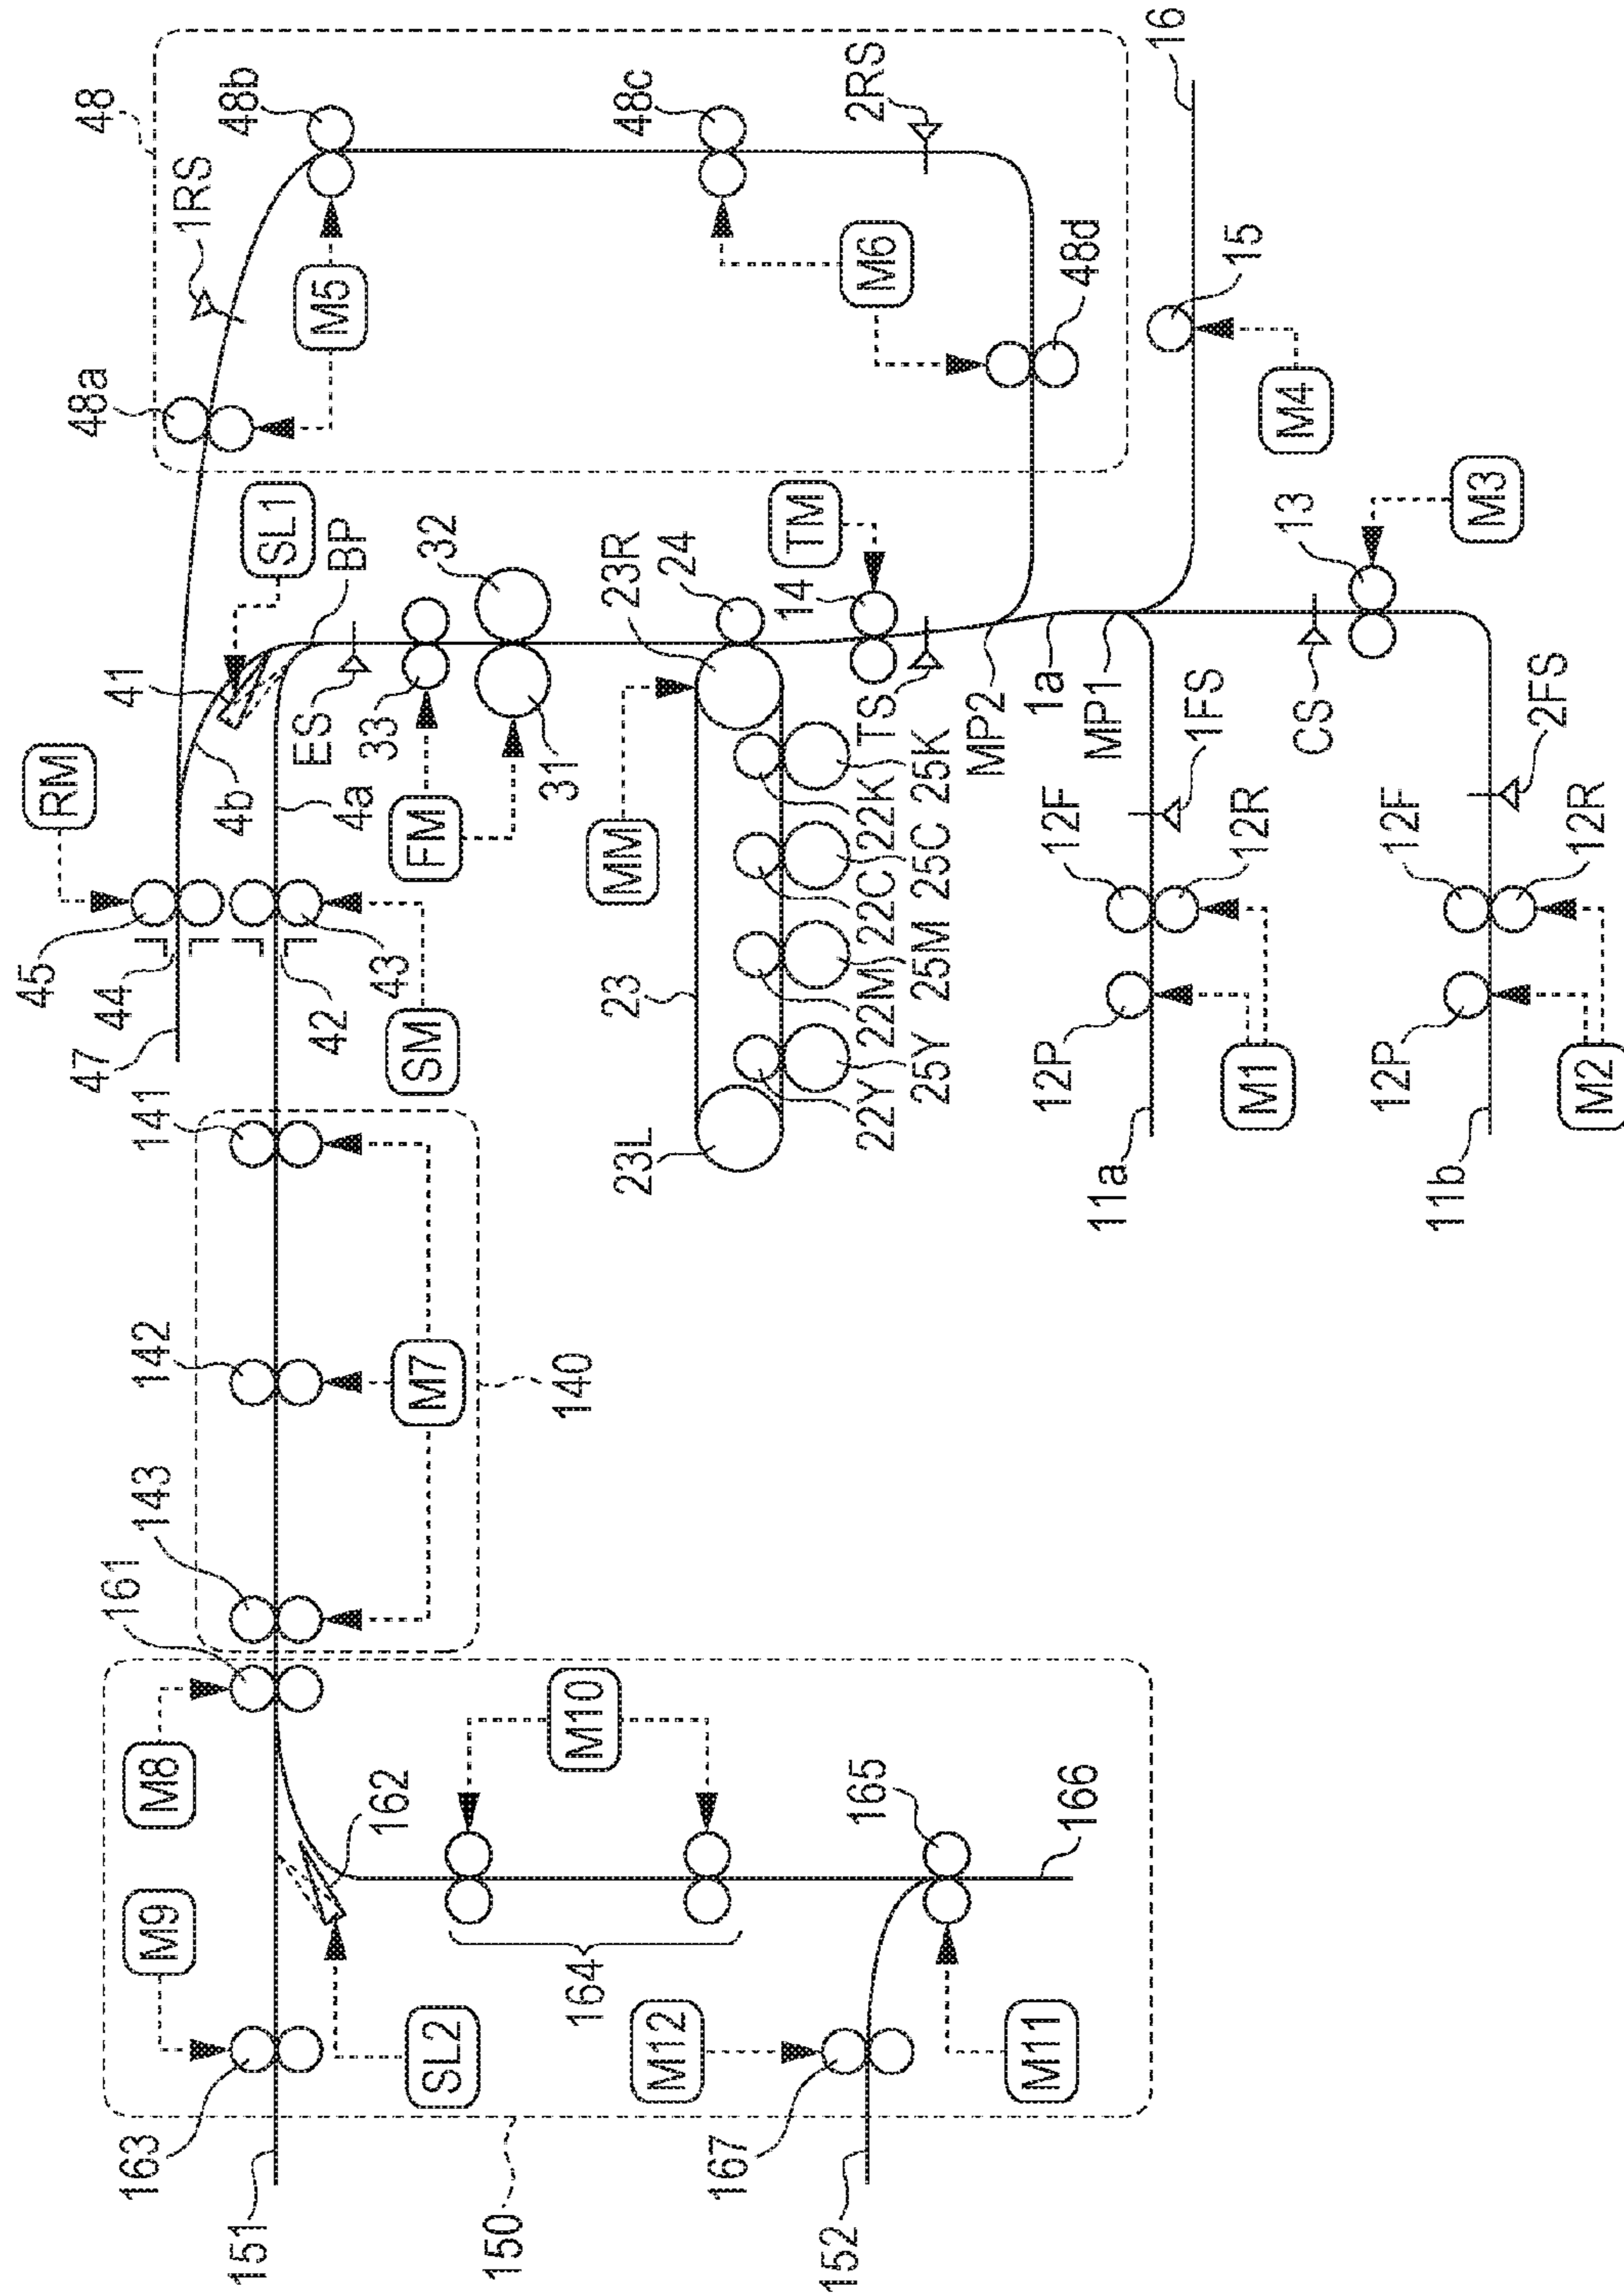 48
48b
1RS
48a
M5
48c
2RS
M6
48d
16
15
M4
SL1
BP
41
4b
4a
ES
33
32
31
FM
RM
45
44
47
42
43
SM
23R
24
TM
14
MM
23
23L
TS
MP2
1a
MP1
22Y 22M 22C 22K
25Y 25M 25C 25K
13
M3
CS
1FS
2FS
12F
12R
12P
M1
11a
12F
12R
12P
M2
11b
141
142
143
M7
140
161
M8
M9
162
M10
164
SL2
163
151
150
165
166
M12
M11
167
152